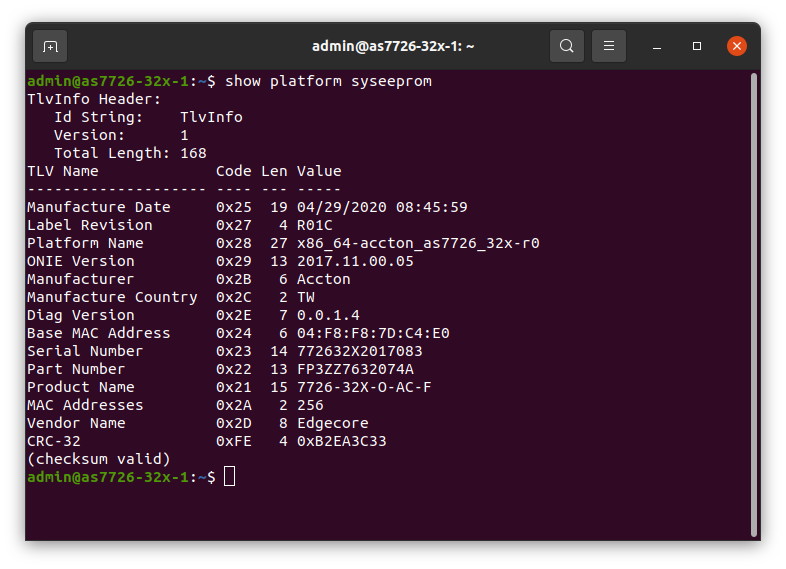 admin@as7726-32x-1: ~
admin@as7726-32x-1:~$ show platform syseeprom
TlvInfo Header:
   Id String:    TlvInfo
   Version:      1
   Total Length: 168
TLV Name             Code Len Value
-------------------- ---- --- -----
Manufacture Date     0x25  19 04/29/2020 08:45:59
Label Revision       0x27   4 R01C
Platform Name        0x28  27 x86_64-accton_as7726_32x-r0
ONIE Version         0x29  13 2017.11.00.05
Manufacturer         0x2B   6 Accton
Manufacture Country  0x2C   2 TW
Diag Version         0x2E   7 0.0.1.4
Base MAC Address     0x24   6 04:F8:F8:7D:C4:E0
Serial Number        0x23  14 772632X2017083
Part Number          0x22  13 FP3ZZ7632074A
Product Name         0x21  15 7726-32X-O-AC-F
MAC Addresses        0x2A   2 256
Vendor Name          0x2D   8 Edgecore
CRC-32               0xFE   4 0xB2EA3C33
(checksum valid)
admin@as7726-32x-1:~$